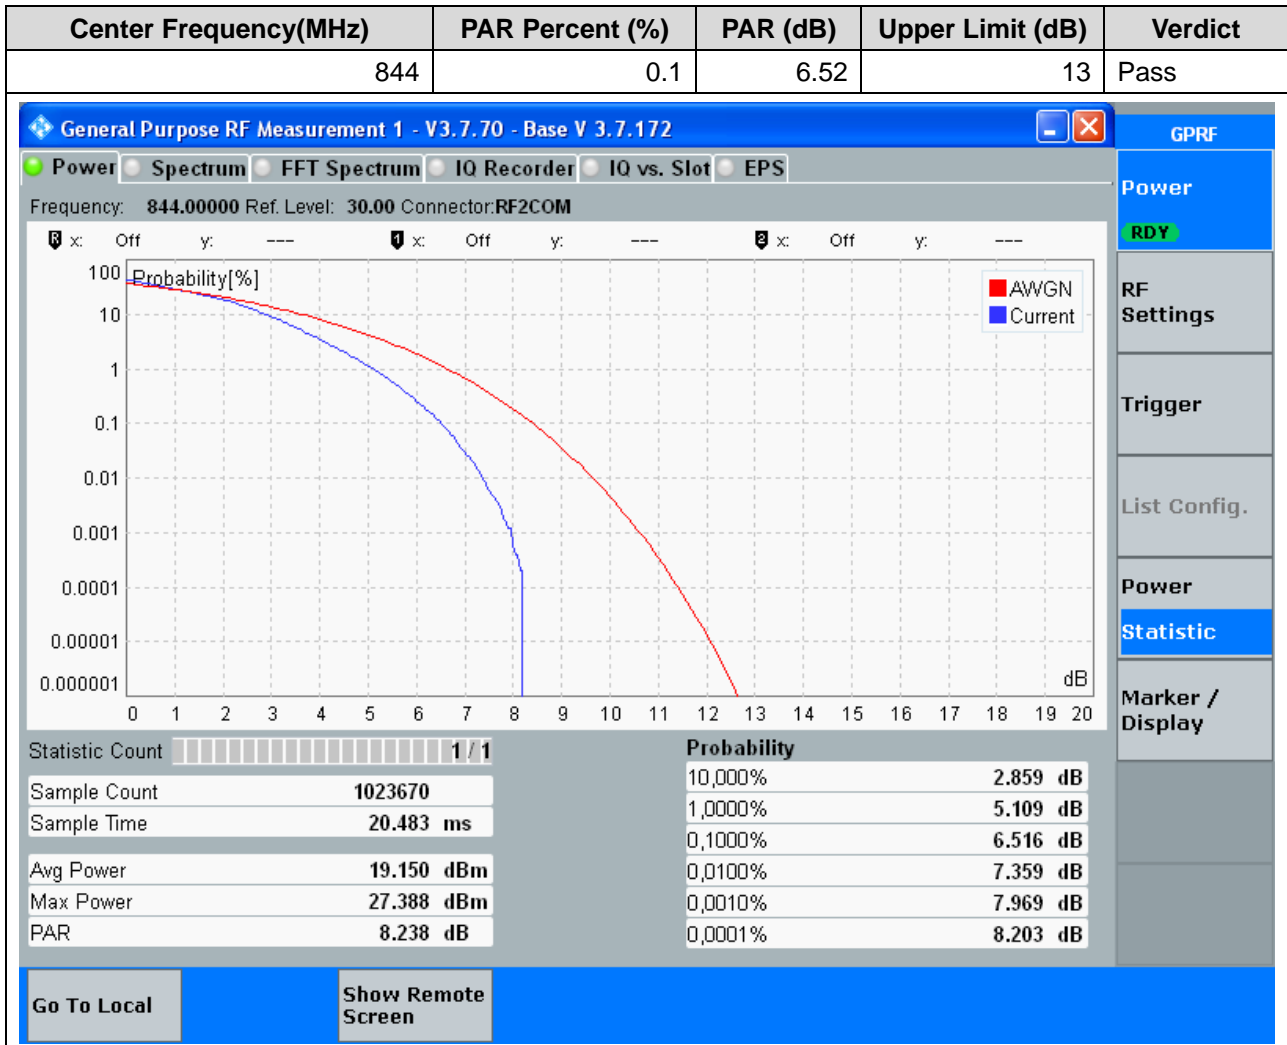 Center Frequency(MHz) PAR Percent (%) PAR (dB) Upper Limit (dB) Verdict
844 0.1 6.52 13 Pass
General Purpose RF Measurement 1 - V3.7.70 - Base V 3.7.172
GPRF
Power Spectrum FFT Spectrum IQ Recorder IQ vs. Slot EPS
Frequency: 844.00000 Ref. Level: 30.00 Connector:RF2COM
R x: Off y: --- 1 x: Off y: --- 2 x: Off y: ---
Power
RDY
RF
Settings
Trigger
List Config.
Power
Statistic
Marker /
Display
Probability[%]
AWGN
Current
100
10
1
0.1
0.01
0.001
0.0001
0.00001
0.000001
dB
0 1 2 3 4 5 6 7 8 9 10 11 12 13 14 15 16 17 18 19 20
Statistic Count 1 / 1
Sample Count 1023670
Sample Time 20.483 ms
Avg Power 19.150 dBm
Max Power 27.388 dBm
PAR 8.238 dB
Probability
10,000% 2.859 dB
1,0000% 5.109 dB
0,1000% 6.516 dB
0,0100% 7.359 dB
0,0010% 7.969 dB
0,0001% 8.203 dB
Go To Local
Show Remote
Screen